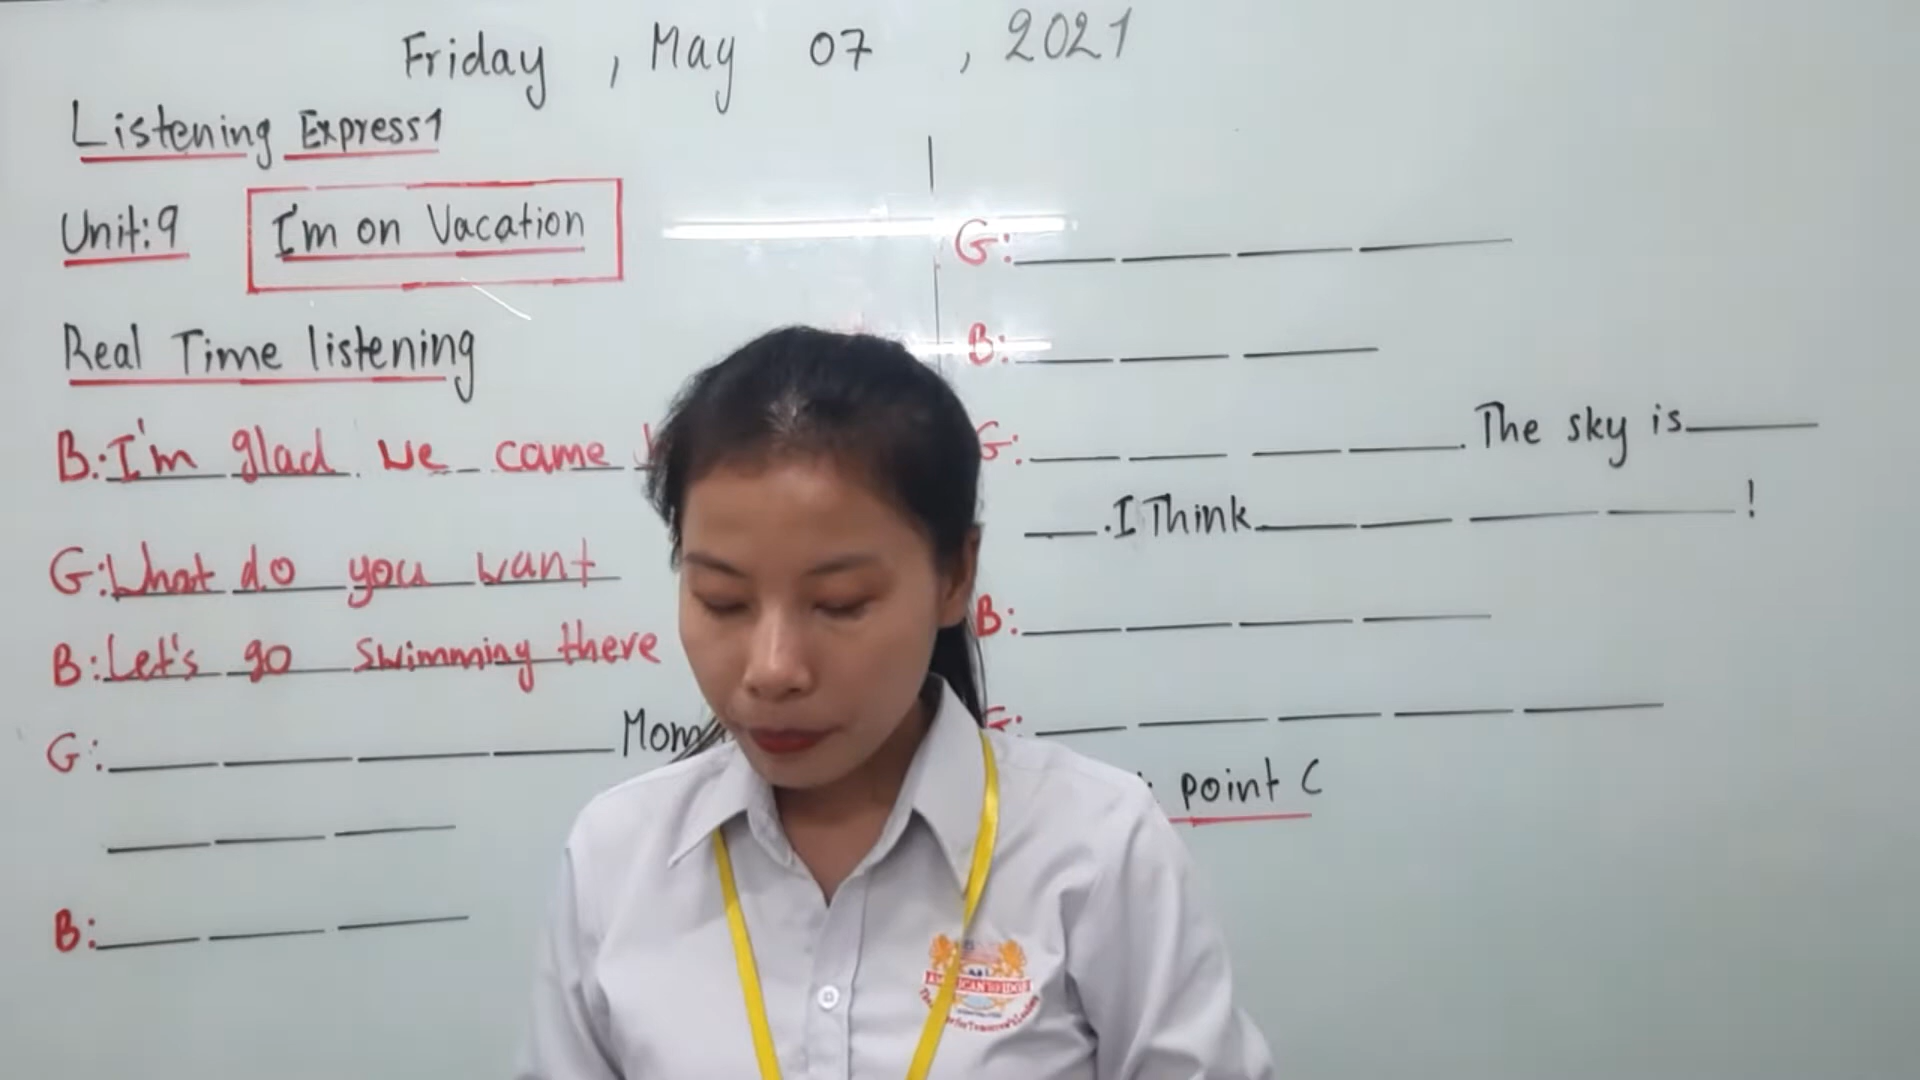 Friday , May 07 , 2021
Listening Express1
Unit:9 I'm on Vacation
Real Time listening
B: I'm glad we came
G: What do you want
B: Let's go swimming there
G: Mom
B:
G:
B:
G: . The sky is
. I Think !
B:
G:
point C